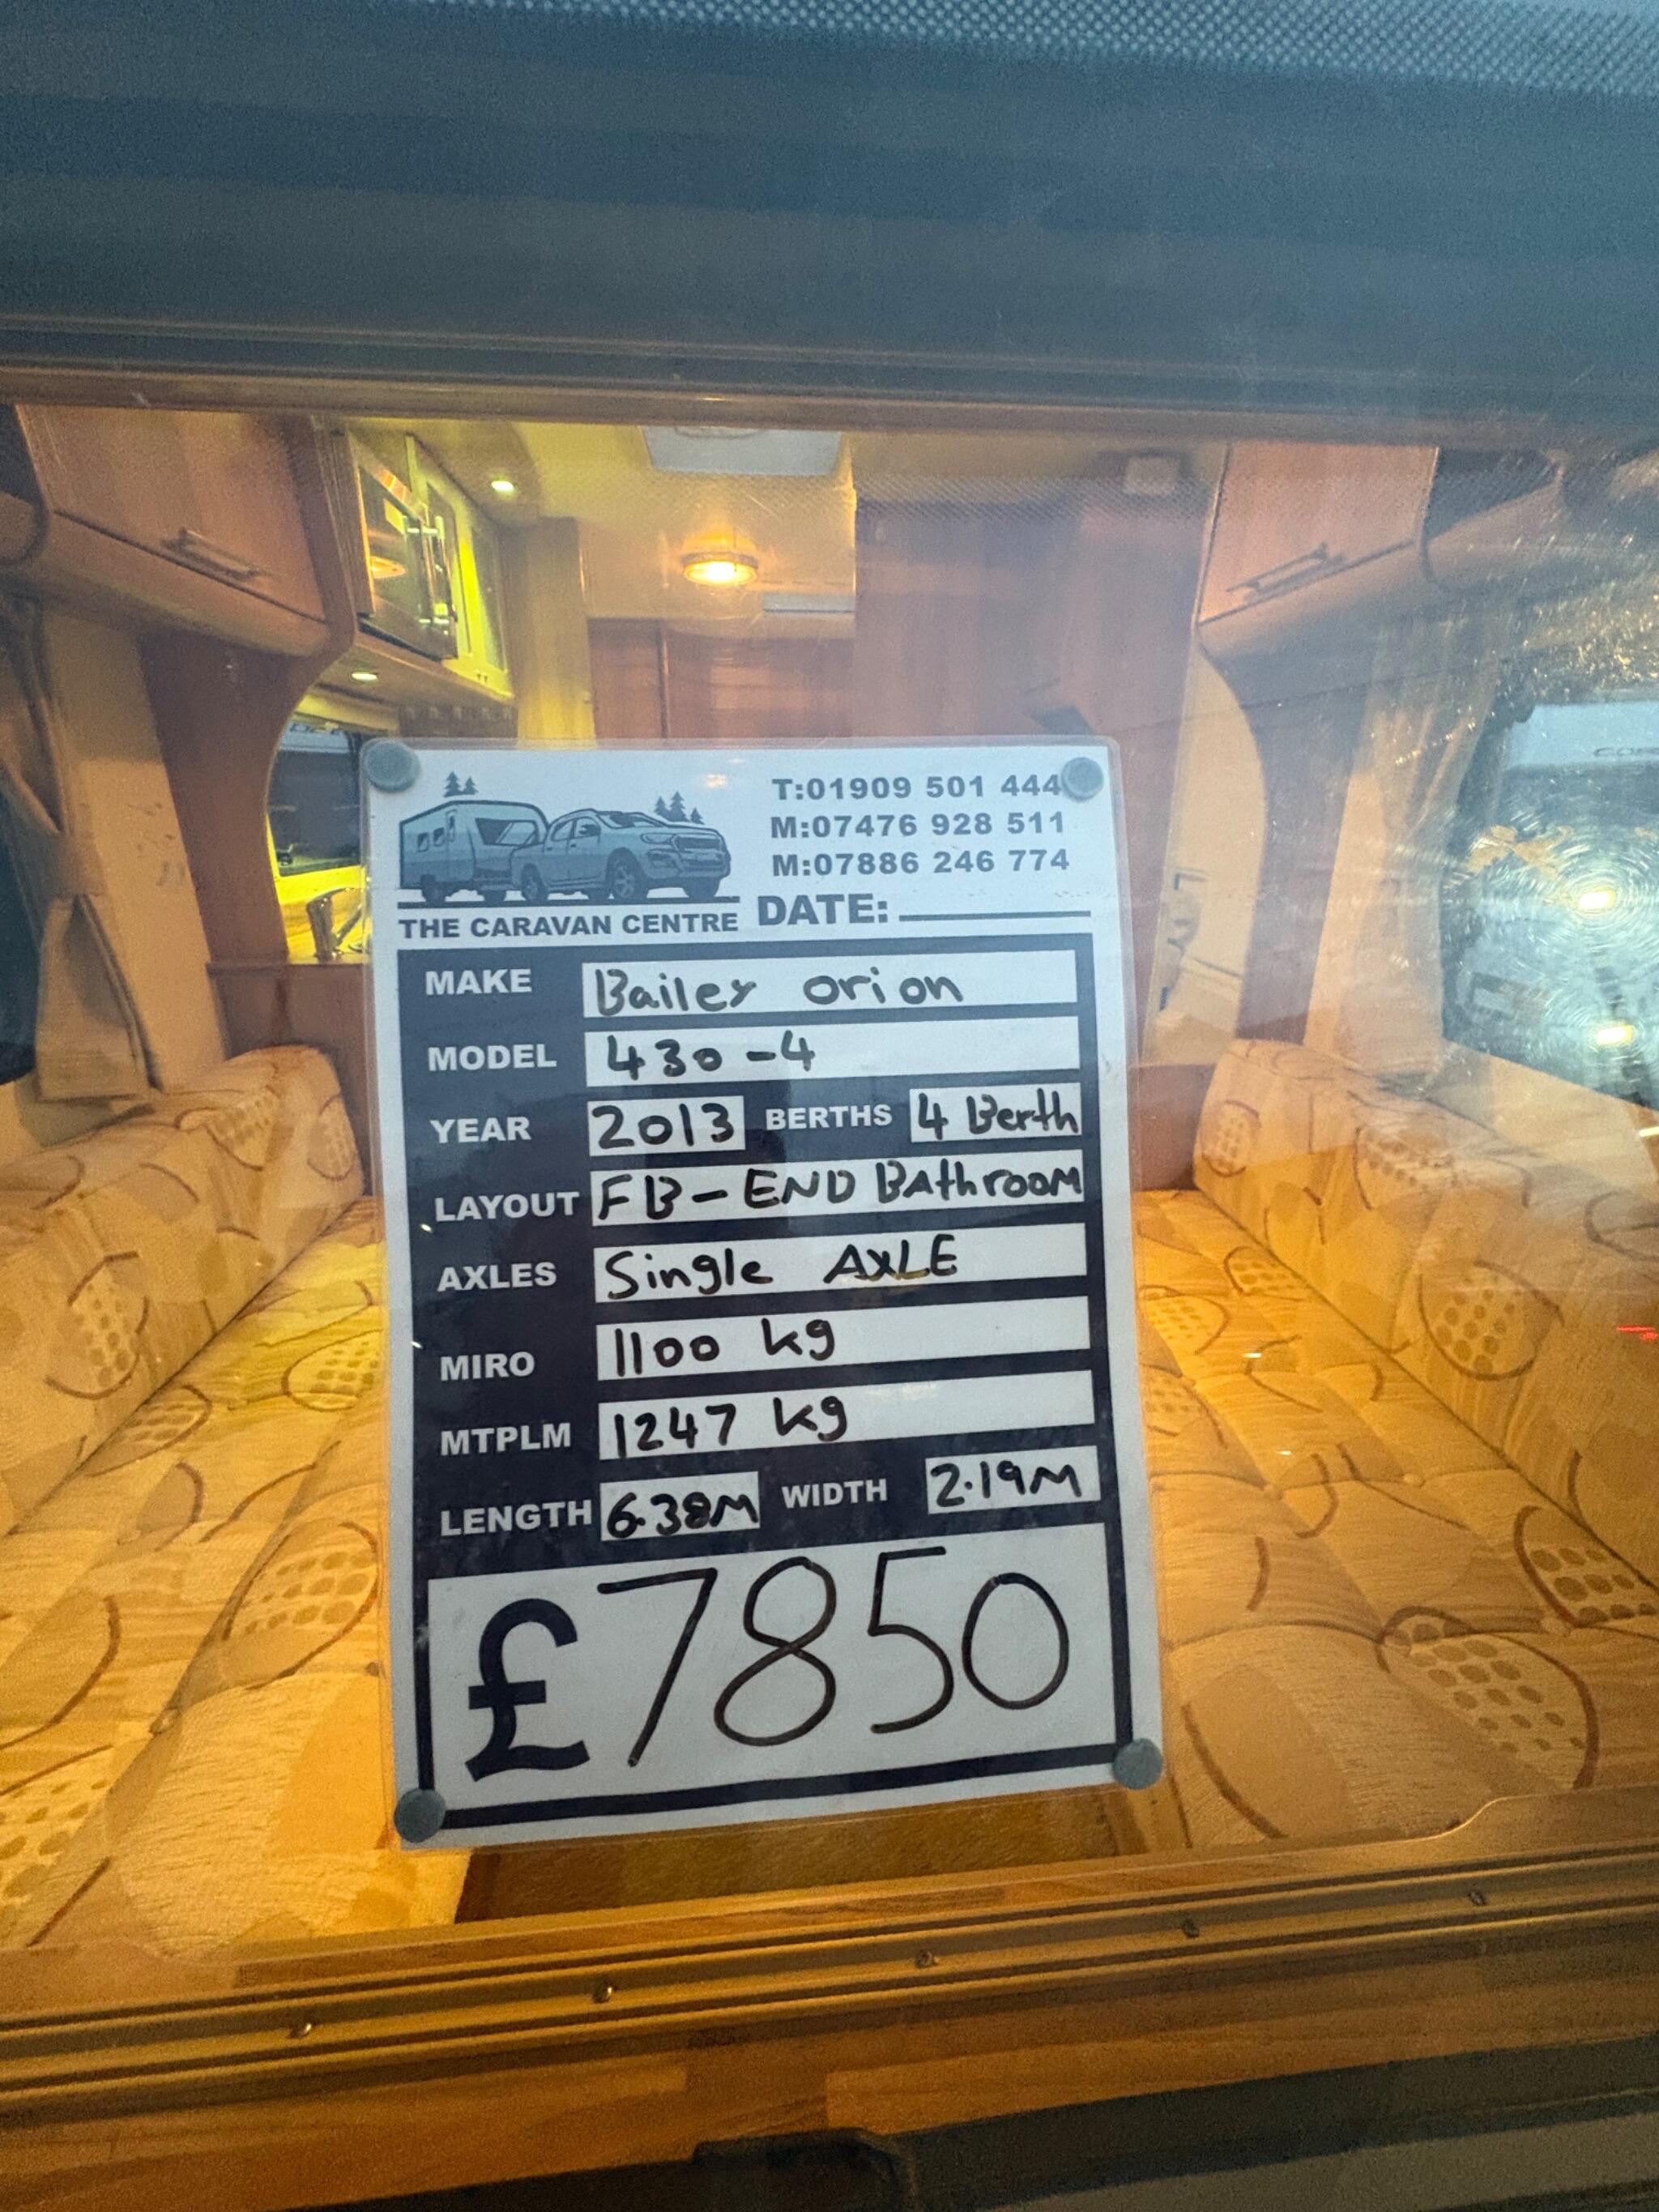 T:01909 501 444
M:07476 928 511
M:07886 246 774
THE CARAVAN CENTRE DATE:
MAKE Bailey orion
MODEL 430-4
YEAR 2013 BERTHS 4 Berth
LAYOUT FB-END BAthrooM
AXLES Single AXLE
MIRO 1100 kg
MTPLM 1247 kg
LENGTH 6.38M WIDTH 2.19M
£7850